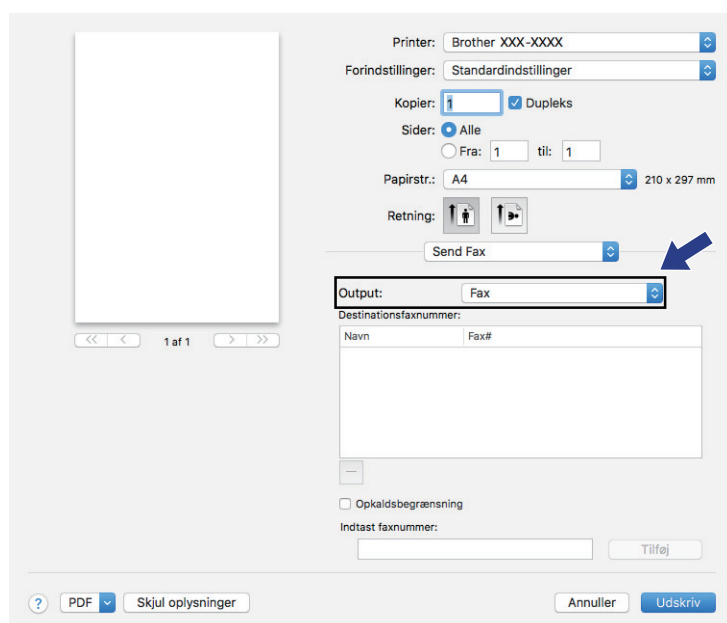 Printer: Brother XXX-XXXX
Forindstillinger: Standardindstillinger
Kopier: 1 Dupleks
Sider: Alle
Fra: 1 til: 1
Papirstr.: A4 210 x 297 mm
Retning:
Send Fax
Output: Fax
Destinationsfaxnummer:
Navn Fax#
1 af 1
Opkaldsbegrænsning
Indtast faxnummer:
Tilføj
? PDF Skjul oplysninger Annuller Udskriv